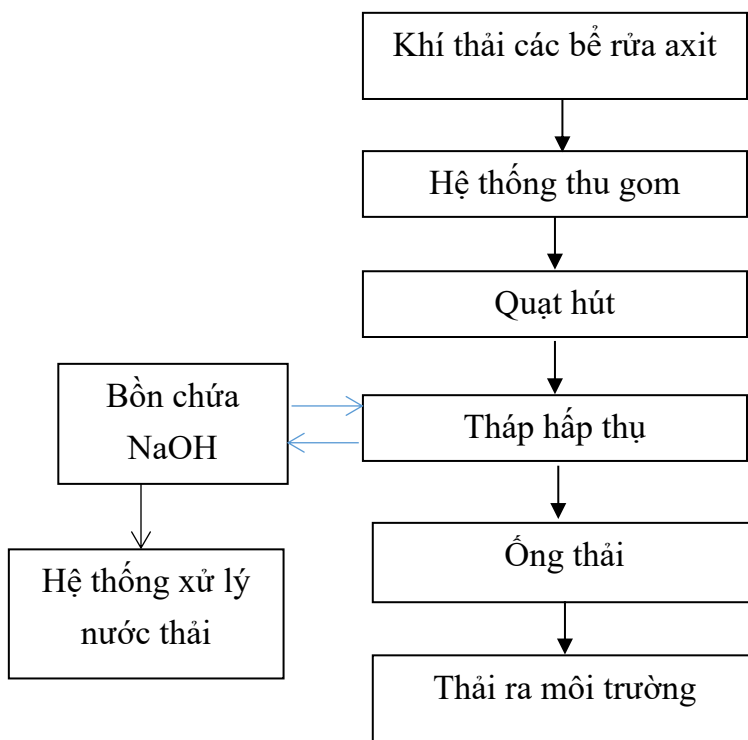 Khí thải các bể rửa axit
Hệ thống thu gom
Quạt hút
Bồn chứa
NaOH
Tháp hấp thụ
Ống thải
Hệ thống xử lý
nước thải
Thải ra môi trường